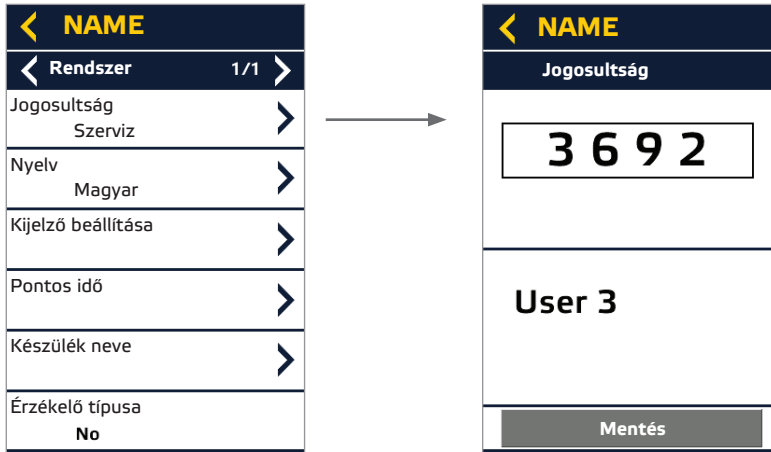 NAME
Rendszer 1/1
Jogosultság
Szerviz
Nyelv
Magyar
Kijelző beállítása
Pontos idő
Készülék neve
Érzékelő típusa
No
NAME
Jogosultság
3 6 9 2
User 3
Mentés